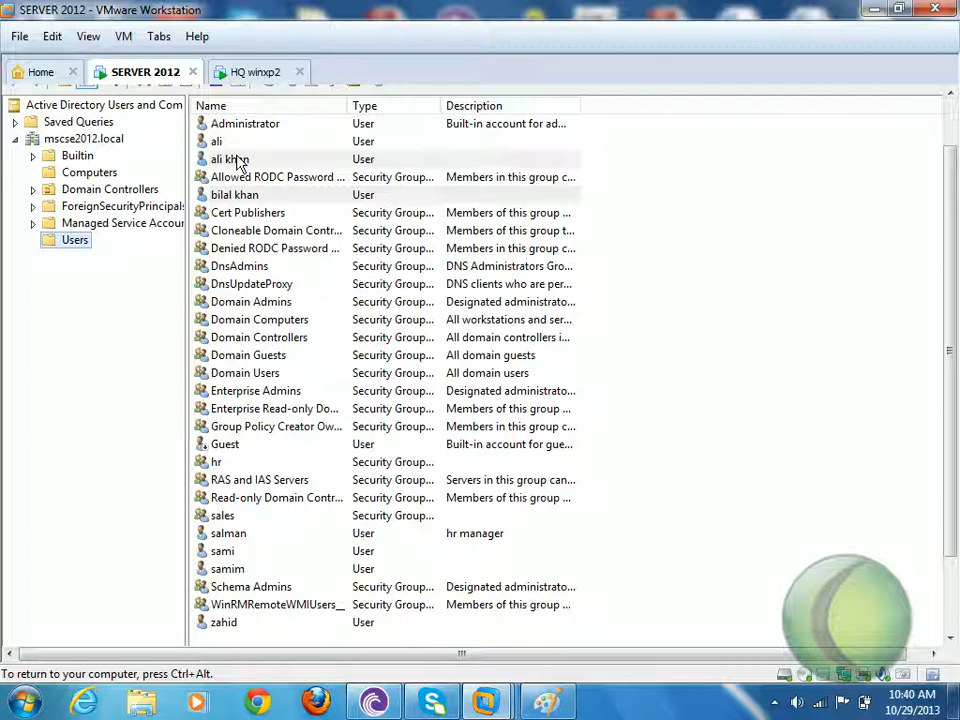 SERVER 2012 - VMware Workstation
File Edit View VM Tabs Help
Home SERVER 2012 HQ winxp2
Active Directory Users and Com
Saved Queries
mscse2012.local
Builtin
Computers
Domain Controllers
ForeignSecurityPrincipals
Managed Service Accour
Users
Name Type Description
Administrator User Built-in account for ad...
ali User
ali khan User
Allowed RODC Password ... Security Group... Members in this group c...
bilal khan User
Cert Publishers Security Group... Members of this group ...
Cloneable Domain Contr... Security Group... Members of this group t...
Denied RODC Password ... Security Group... Members in this group c...
DnsAdmins Security Group... DNS Administrators Gro...
DnsUpdateProxy Security Group... DNS clients who are per...
Domain Admins Security Group... Designated administrato...
Domain Computers Security Group... All workstations and ser...
Domain Controllers Security Group... All domain controllers i...
Domain Guests Security Group... All domain guests
Domain Users Security Group... All domain users
Enterprise Admins Security Group... Designated administrato...
Enterprise Read-only Do... Security Group... Members of this group ...
Group Policy Creator Ow... Security Group... Members in this group c...
Guest User Built-in account for gue...
hr Security Group...
RAS and IAS Servers Security Group... Servers in this group can...
Read-only Domain Contr... Security Group... Members of this group ...
sales Security Group...
salman User hr manager
sami User
samim User
Schema Admins Security Group... Designated administrato...
WinRMRemoteWMIUsers__ Security Group... Members of this group ...
zahid User
To return to your computer, press Ctrl+Alt.
10:40 AM
10/29/2013